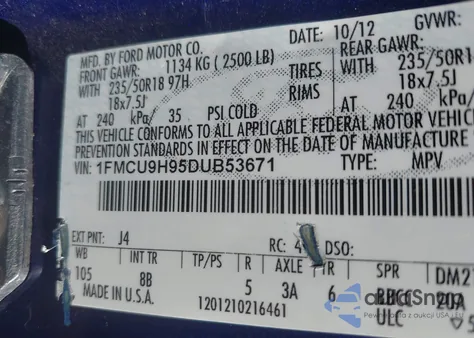 MFD. BY FORD MOTOR CO. DATE: 10/12 GVWR:
FRONT GAWR: 1134 KG ( 2500 LB) REAR GAWR:
WITH 235/50R18 97H TIRES WITH 235/50R18
18x7.5J RIMS 18x7.5J
AT 240 kPa/ 35 PSI COLD AT 240 kPa/
THIS VEHICLE CONFORMS TO ALL APPLICABLE FEDERAL MOTOR VEHIC
PREVENTION STANDARDS IN EFFECT ON THE DATE OF MANUFACTURE
VIN: 1FMCU9H95DUB53671 TYPE: MPV
EXT PNT: J4 RC: 4 DSO:
WB INT TR TP/PS R AXLE TR SPR DM2
105 8B 5 3A 6 20A
MADE IN U.S.A. 1201210216461 ULC